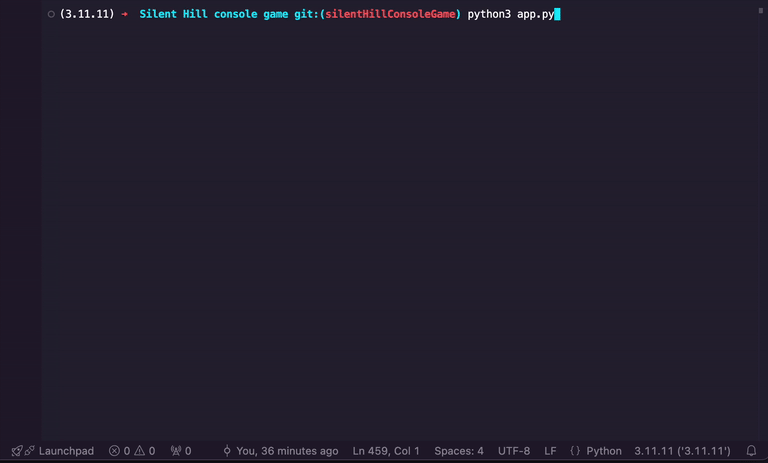 (3.11.11) → Silent Hill console game git:(silentHillConsoleGame) python3 app.py
Launchpad 0 0 0 You, 36 minutes ago Ln 459, Col 1 Spaces: 4 UTF-8 LF {} Python 3.11.11 ('3.11.11')